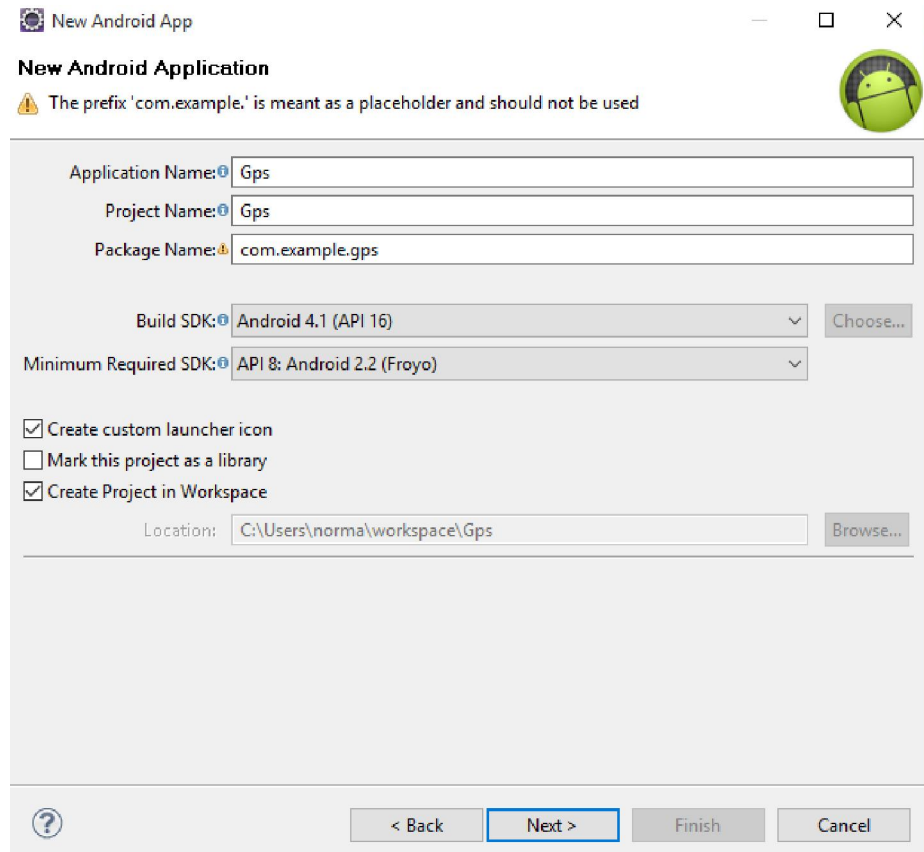 New Android App
New Android Application
The prefix 'com.example.' is meant as a placeholder and should not be used
Application Name: Gps
Project Name: Gps
Package Name: com.example.gps
Build SDK: Android 4.1 (API 16) Choose...
Minimum Required SDK: API 8: Android 2.2 (Froyo)
Create custom launcher icon
Mark this project as a library
Create Project in Workspace
Location: C:\Users\norma\workspace\Gps Browse...
? < Back Next > Finish Cancel